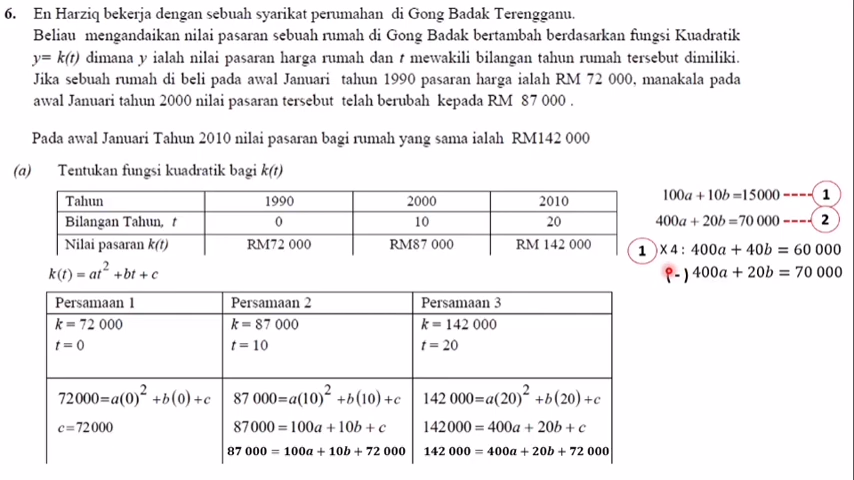 6. En Harziq bekerja dengan sebuah syarikat perumahan di Gong Badak Terengganu.
Beliau mengandaikan nilai pasaran sebuah rumah di Gong Badak bertambah berdasarkan fungsi Kuadratik
y= k(t) dimana y ialah nilai pasaran harga rumah dan t mewakili bilangan tahun rumah tersebut dimiliki.
Jika sebuah rumah di beli pada awal Januari tahun 1990 pasaran harga ialah RM 72 000, manakala pada
awal Januari tahun 2000 nilai pasaran tersebut telah berubah kepada RM 87 000 .
Pada awal Januari Tahun 2010 nilai pasaran bagi rumah yang sama ialah RM142 000
(a) Tentukan fungsi kuadratik bagi k(t)
Tahun 1990 2000 2010
Bilangan Tahun, t 0 10 20
Nilai pasaran k(t) RM72 000 RM87 000 RM 142 000
k(t) = at² +bt + c
Persamaan 1 Persamaan 2 Persamaan 3
k = 72 000 k = 87 000 k = 142 000
t = 0 t = 10 t = 20
72000=a(0)² +b(0)+c 87 000=a(10)² +b(10)+c 142 000=a(20)² +b(20)+c
c=72000 87000=100a+10b+c 142000=400a+20b+c
87 000 = 100a + 10b + 72 000 142 000 = 400a + 20b + 72 000
100a + 10b =15000 ---- 1
400a + 20b =70 000 ---- 2
1 ) X 4 : 400a + 40b = 60 000
(-) 400a + 20b = 70 000